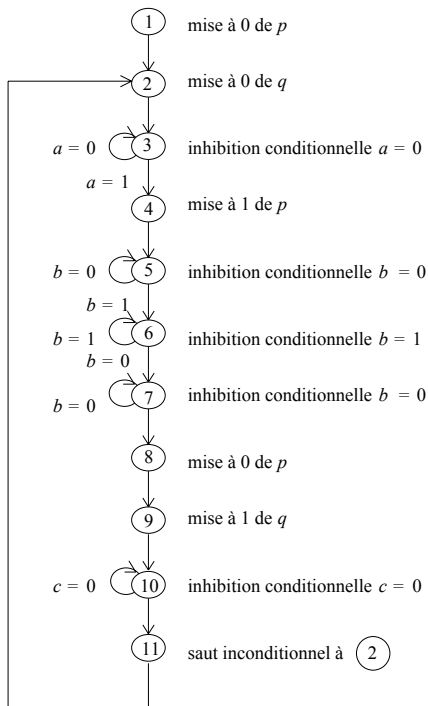 1 mise à 0 de p
2 mise à 0 de q
a = 0 3 inhibition conditionnelle a = 0
a = 1
4 mise à 1 de p
b = 0 5 inhibition conditionnelle b = 0
b = 1
b = 1 6 inhibition conditionnelle b = 1
b = 0
b = 0 7 inhibition conditionnelle b = 0
8 mise à 0 de p
9 mise à 1 de q
c = 0 10 inhibition conditionnelle c = 0
11 saut inconditionnel à 2